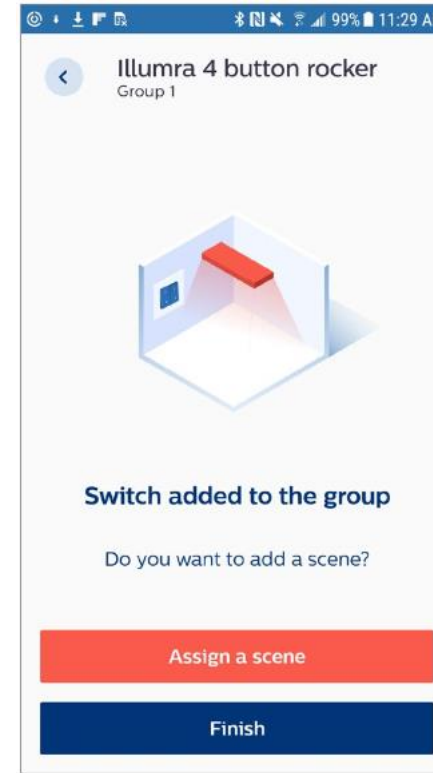 99% 11:29 A
Illumra 4 button rocker
Group 1
Switch added to the group
Do you want to add a scene?
Assign a scene
Finish